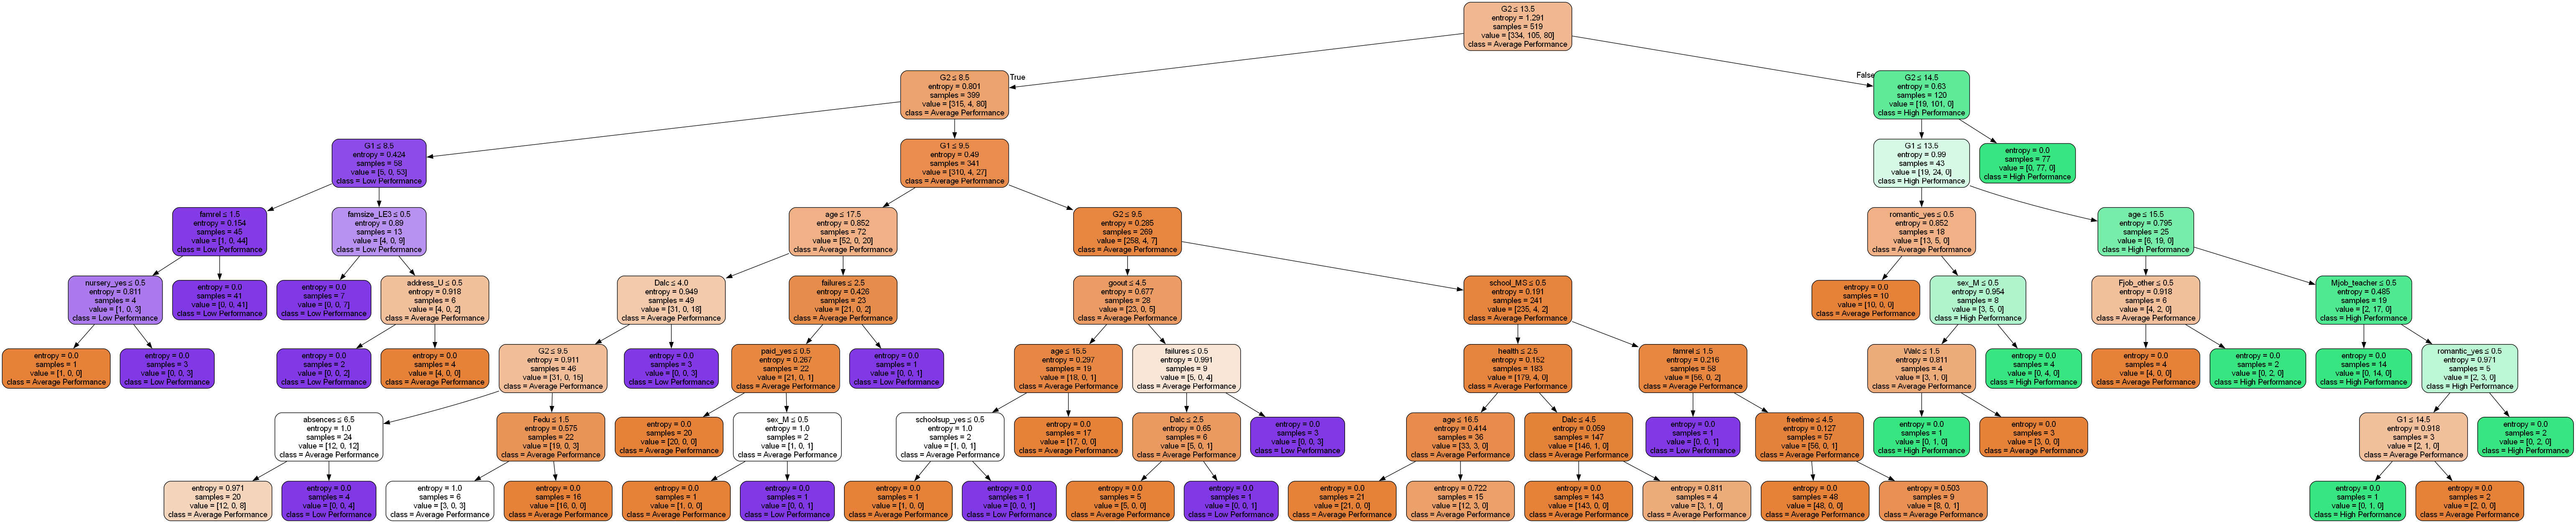 G2 ≤ 13.5
entropy = 1.291
samples = 519
value = [334, 105, 80]
class = Average Performance
True
False
G2 ≤ 8.5
entropy = 0.801
samples = 399
value = [315, 4, 80]
class = Average Performance
G2 ≤ 14.5
entropy = 0.63
samples = 120
value = [19, 101, 0]
class = High Performance
G1 ≤ 8.5
entropy = 0.424
samples = 58
value = [5, 0, 53]
class = Low Performance
G1 ≤ 9.5
entropy = 0.49
samples = 341
value = [310, 4, 27]
class = Average Performance
G1 ≤ 13.5
entropy = 0.99
samples = 43
value = [19, 24, 0]
class = High Performance
entropy = 0.0
samples = 77
value = [0, 77, 0]
class = High Performance
famrel ≤ 1.5
entropy = 0.154
samples = 45
value = [1, 0, 44]
class = Low Performance
famsize_LE3 ≤ 0.5
entropy = 0.89
samples = 13
value = [4, 0, 9]
class = Low Performance
age ≤ 17.5
entropy = 0.852
samples = 72
value = [52, 0, 20]
class = Average Performance
G2 ≤ 9.5
entropy = 0.285
samples = 269
value = [258, 4, 7]
class = Average Performance
romantic_yes ≤ 0.5
entropy = 0.852
samples = 18
value = [13, 5, 0]
class = Average Performance
age ≤ 15.5
entropy = 0.795
samples = 25
value = [6, 19, 0]
class = High Performance
nursery_yes ≤ 0.5
entropy = 0.811
samples = 4
value = [1, 0, 3]
class = Low Performance
entropy = 0.0
samples = 41
value = [0, 0, 41]
class = Low Performance
entropy = 0.0
samples = 7
value = [0, 0, 7]
class = Low Performance
address_U ≤ 0.5
entropy = 0.918
samples = 6
value = [4, 0, 2]
class = Average Performance
Dalc ≤ 4.0
entropy = 0.949
samples = 49
value = [31, 0, 18]
class = Average Performance
failures ≤ 2.5
entropy = 0.426
samples = 23
value = [21, 0, 2]
class = Average Performance
goout ≤ 4.5
entropy = 0.677
samples = 28
value = [23, 0, 5]
class = Average Performance
school_MS ≤ 0.5
entropy = 0.191
samples = 241
value = [235, 4, 2]
class = Average Performance
entropy = 0.0
samples = 10
value = [10, 0, 0]
class = Average Performance
sex_M ≤ 0.5
entropy = 0.954
samples = 8
value = [3, 5, 0]
class = High Performance
Fjob_other ≤ 0.5
entropy = 0.918
samples = 6
value = [4, 2, 0]
class = Average Performance
Mjob_teacher ≤ 0.5
entropy = 0.485
samples = 19
value = [2, 17, 0]
class = High Performance
entropy = 0.0
samples = 1
value = [1, 0, 0]
class = Average Performance
entropy = 0.0
samples = 3
value = [0, 0, 3]
class = Low Performance
entropy = 0.0
samples = 2
value = [0, 0, 2]
class = Low Performance
entropy = 0.0
samples = 4
value = [4, 0, 0]
class = Average Performance
G2 ≤ 9.5
entropy = 0.911
samples = 46
value = [31, 0, 15]
class = Average Performance
entropy = 0.0
samples = 3
value = [0, 0, 3]
class = Low Performance
paid_yes ≤ 0.5
entropy = 0.267
samples = 22
value = [21, 0, 1]
class = Average Performance
entropy = 0.0
samples = 1
value = [0, 0, 1]
class = Low Performance
age ≤ 15.5
entropy = 0.297
samples = 19
value = [18, 0, 1]
class = Average Performance
failures ≤ 0.5
entropy = 0.991
samples = 9
value = [5, 0, 4]
class = Average Performance
health ≤ 2.5
entropy = 0.152
samples = 183
value = [179, 4, 0]
class = Average Performance
famrel ≤ 1.5
entropy = 0.216
samples = 58
value = [56, 0, 2]
class = Average Performance
Walc ≤ 1.5
entropy = 0.811
samples = 4
value = [3, 1, 0]
class = Average Performance
entropy = 0.0
samples = 4
value = [0, 4, 0]
class = High Performance
entropy = 0.0
samples = 4
value = [4, 0, 0]
class = Average Performance
entropy = 0.0
samples = 2
value = [0, 2, 0]
class = High Performance
entropy = 0.0
samples = 14
value = [0, 14, 0]
class = High Performance
romantic_yes ≤ 0.5
entropy = 0.971
samples = 5
value = [2, 3, 0]
class = High Performance
absences ≤ 6.5
entropy = 1.0
samples = 24
value = [12, 0, 12]
class = Average Performance
Fedu ≤ 1.5
entropy = 0.575
samples = 22
value = [19, 0, 3]
class = Average Performance
entropy = 0.0
samples = 20
value = [20, 0, 0]
class = Average Performance
sex_M ≤ 0.5
entropy = 1.0
samples = 2
value = [1, 0, 1]
class = Average Performance
schoolsup_yes ≤ 0.5
entropy = 1.0
samples = 2
value = [1, 0, 1]
class = Average Performance
entropy = 0.0
samples = 17
value = [17, 0, 0]
class = Average Performance
Dalc ≤ 2.5
entropy = 0.65
samples = 6
value = [5, 0, 1]
class = Average Performance
entropy = 0.0
samples = 3
value = [0, 0, 3]
class = Low Performance
age ≤ 16.5
entropy = 0.414
samples = 36
value = [33, 3, 0]
class = Average Performance
Dalc ≤ 4.5
entropy = 0.059
samples = 147
value = [146, 1, 0]
class = Average Performance
entropy = 0.0
samples = 1
value = [0, 0, 1]
class = Low Performance
freetime ≤ 4.5
entropy = 0.127
samples = 57
value = [56, 0, 1]
class = Average Performance
entropy = 0.0
samples = 1
value = [0, 1, 0]
class = High Performance
entropy = 0.0
samples = 3
value = [3, 0, 0]
class = Average Performance
G1 ≤ 14.5
entropy = 0.918
samples = 3
value = [2, 1, 0]
class = Average Performance
entropy = 0.0
samples = 2
value = [0, 2, 0]
class = High Performance
entropy = 0.971
samples = 20
value = [12, 0, 8]
class = Average Performance
entropy = 0.0
samples = 4
value = [0, 0, 4]
class = Low Performance
entropy = 1.0
samples = 6
value = [3, 0, 3]
class = Average Performance
entropy = 0.0
samples = 16
value = [16, 0, 0]
class = Average Performance
entropy = 0.0
samples = 1
value = [1, 0, 0]
class = Average Performance
entropy = 0.0
samples = 1
value = [0, 0, 1]
class = Low Performance
entropy = 0.0
samples = 1
value = [1, 0, 0]
class = Average Performance
entropy = 0.0
samples = 1
value = [0, 0, 1]
class = Low Performance
entropy = 0.0
samples = 5
value = [5, 0, 0]
class = Average Performance
entropy = 0.0
samples = 1
value = [0, 0, 1]
class = Low Performance
entropy = 0.0
samples = 21
value = [21, 0, 0]
class = Average Performance
entropy = 0.722
samples = 15
value = [12, 3, 0]
class = Average Performance
entropy = 0.0
samples = 143
value = [143, 0, 0]
class = Average Performance
entropy = 0.811
samples = 4
value = [3, 1, 0]
class = Average Performance
entropy = 0.0
samples = 48
value = [48, 0, 0]
class = Average Performance
entropy = 0.503
samples = 9
value = [8, 0, 1]
class = Average Performance
entropy = 0.0
samples = 1
value = [0, 1, 0]
class = High Performance
entropy = 0.0
samples = 2
value = [2, 0, 0]
class = Average Performance